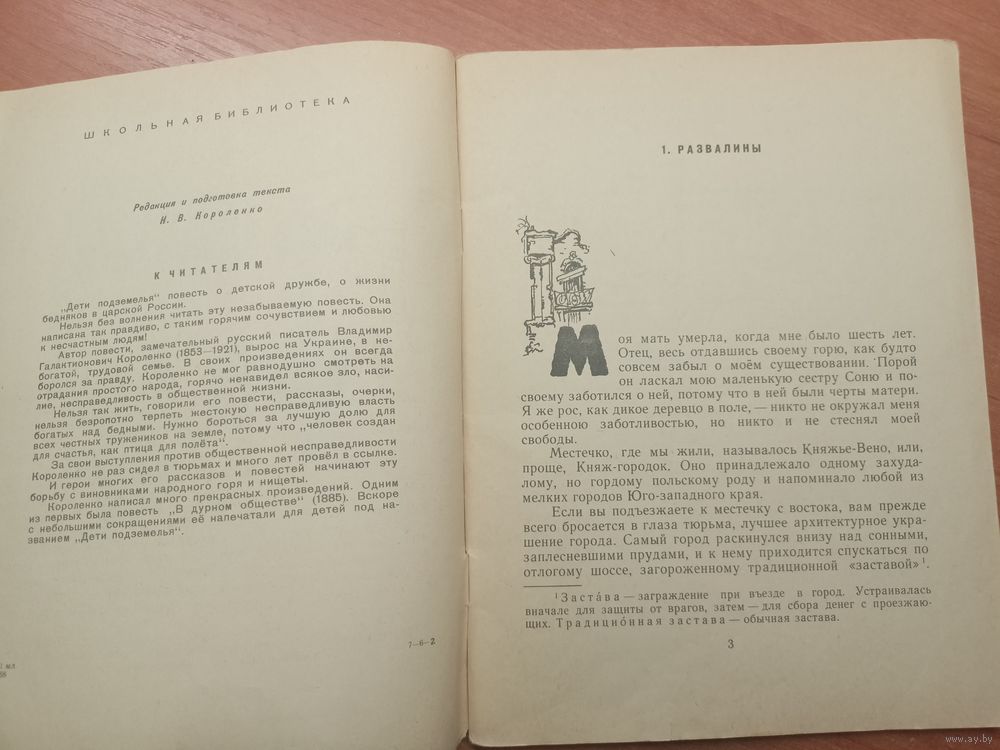 ШКОЛЬНАЯ БИБЛИОТЕКА
Редакция и подготовка текста
Н. В. Короленко
К ЧИТАТЕЛЯМ
„Дети подземелья“ повесть о детской дружбе, о жизни
бедняков в царской России.
Нельзя без волнения читать эту незабываемую повесть. Она
написана так правдиво, с таким горячим сочувствием и любовью
к несчастным людям!
Автор повести, замечательный русский писатель Владимир
Галактионович Короленко (1853—1921), вырос на Украине, в не-
богатой, трудовой семье. В своих произведениях он всегда
боролся за правду. Короленко не мог равнодушно смотреть на
страдания простого народа, горячо ненавидел всякое зло, наси-
лие, несправедливость в общественной жизни.
Нельзя так жить, говорили его повести, рассказы, очерки,
нельзя безропотно терпеть жестокую несправедливую власть
богатых над бедными. Нужно бороться за лучшую долю для
всех честных тружеников на земле, потому что „человек создан
для счастья, как птица для полёта“.
За свои выступления против общественной несправедливости
Короленко не раз сидел в тюрьмах и много лет провёл в ссылке.
И герои многих его рассказов и повестей начинают эту
борьбу с виновниками народного горя и нищеты.
Короленко написал много прекрасных произведений. Одним
из первых была повесть „В дурном обществе“ (1885). Вскоре
с небольшими сокращениями её напечатали для детей под на-
званием „Дети подземелья“.
7—6—2
1. РАЗВАЛИНЫ
Моя мать умерла, когда мне было шесть лет.
Отец, весь отдавшись своему горю, как будто
совсем забыл о моём существовании. Порой
он ласкал мою маленькую сестру Соню и по-
своему заботился о ней, потому что в ней были черты матери.
Я же рос, как дикое деревцо в поле, — никто не окружал меня
особенною заботливостью, но никто и не стеснял моей
свободы.
Местечко, где мы жили, называлось Княжье-Вено, или,
проще, Княж-городок. Оно принадлежало одному захуда-
лому, но гордому польскому роду и напоминало любой из
мелких городов Юго-западного края.
Если вы подъезжаете к местечку с востока, вам прежде
всего бросается в глаза тюрьма, лучшее архитектурное укра-
шение города. Самый город раскинулся внизу над сонными,
заплесневшими прудами, и к нему приходится спускаться по
отлогому шоссе, загороженному традиционной «заставой» ¹.
¹ Заста́ва — заграждение при въезде в город. Устраивалась
вначале для защиты от врагов, затем — для сбора денег с проезжаю-
щих. Традицио́нная застава — обычная застава.
3
www.ay.by